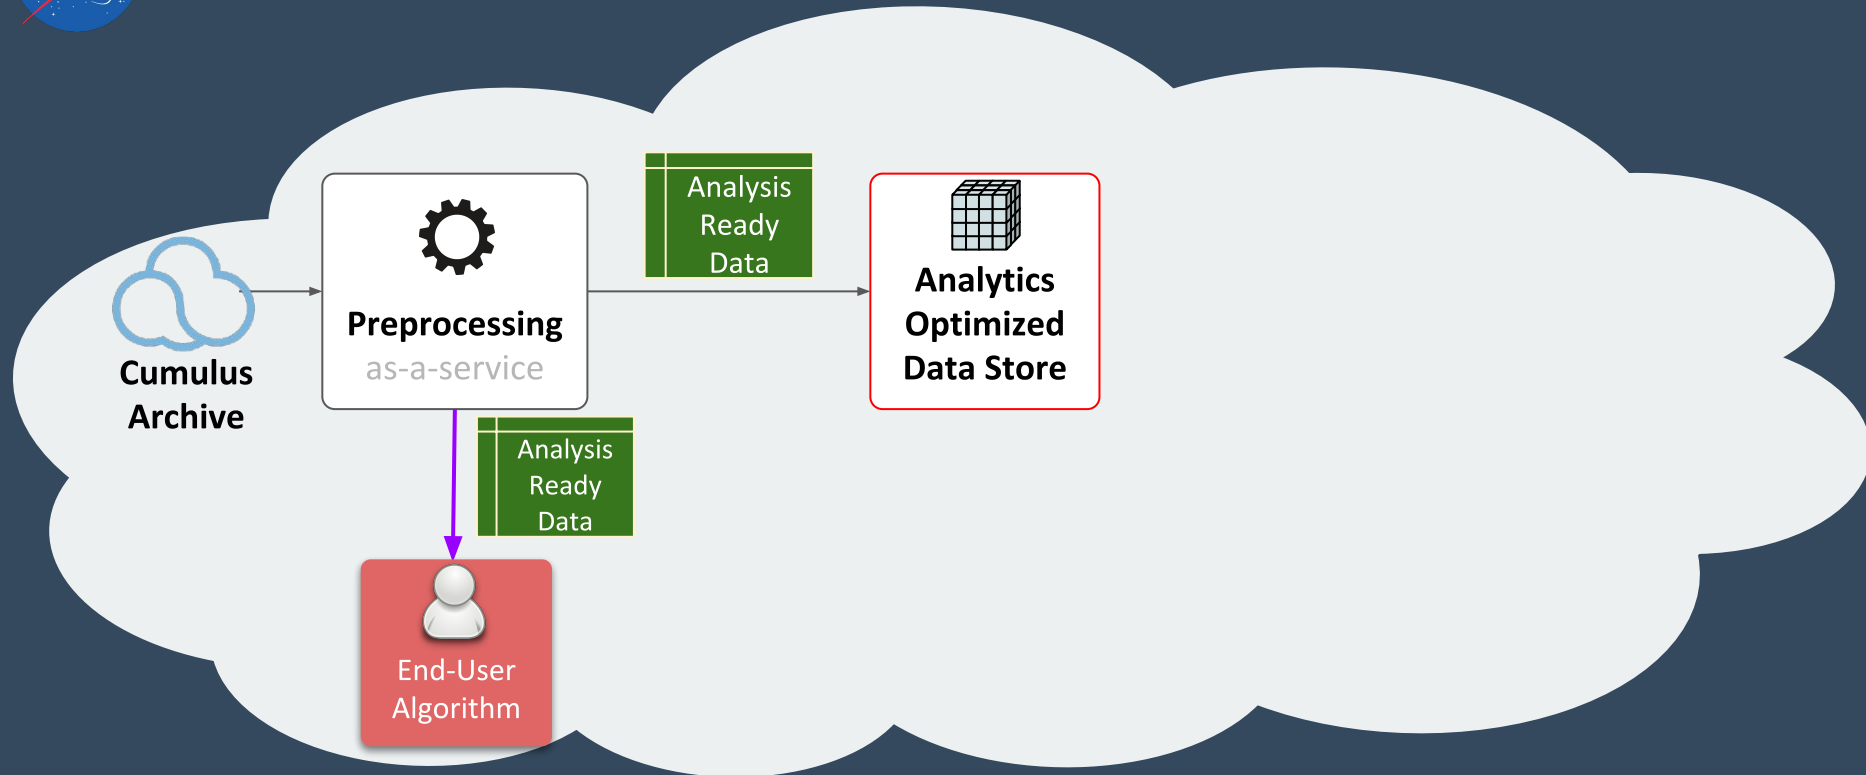 Cumulus
Archive
Preprocessing
as-a-service
Analysis
Ready
Data
Analytics
Optimized
Data Store
Analysis
Ready
Data
End-User
Algorithm